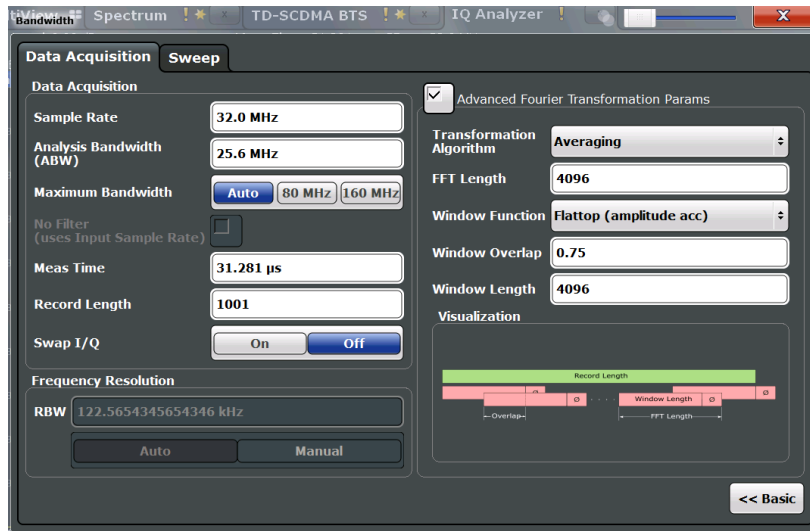 tiView Spectrum ! x TD-SCDMA BTS ! x IQ Analyzer ! X
Bandwidth
Data Acquisition Sweep
Data Acquisition
Sample Rate 32.0 MHz
Analysis Bandwidth (ABW) 25.6 MHz
Maximum Bandwidth Auto 80 MHz 160 MHz
No Filter
(uses Input Sample Rate)
Meas Time 31.281 µs
Record Length 1001
Swap I/Q On Off
Frequency Resolution
RBW 122.5654345654346 kHz
Auto Manual
Advanced Fourier Transformation Params
Transformation Algorithm Averaging
FFT Length 4096
Window Function Flattop (amplitude acc)
Window Overlap 0.75
Window Length 4096
Visualization
Record Length
Ø Ø
Ø Window Length Ø
Overlap FFT Length
<< Basic